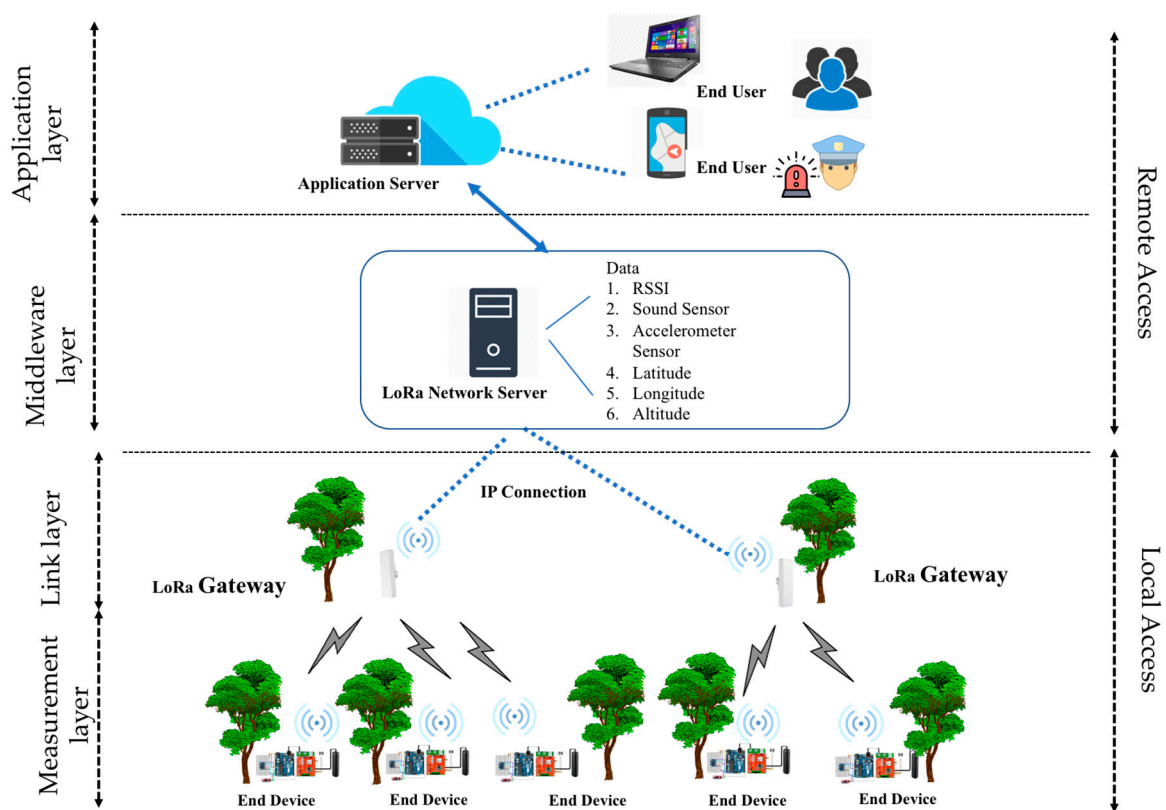 Application
layer
End User
End User
Application Server
Remote Access
Middleware
layer
Data
1. RSSI
2. Sound Sensor
3. Accelerometer
Sensor
4. Latitude
5. Longitude
6. Altitude
LoRa Network Server
Link layer
IP Connection
LoRa Gateway
LoRa Gateway
Local Access
Measurement
layer
End Device
End Device
End Device
End Device
End Device